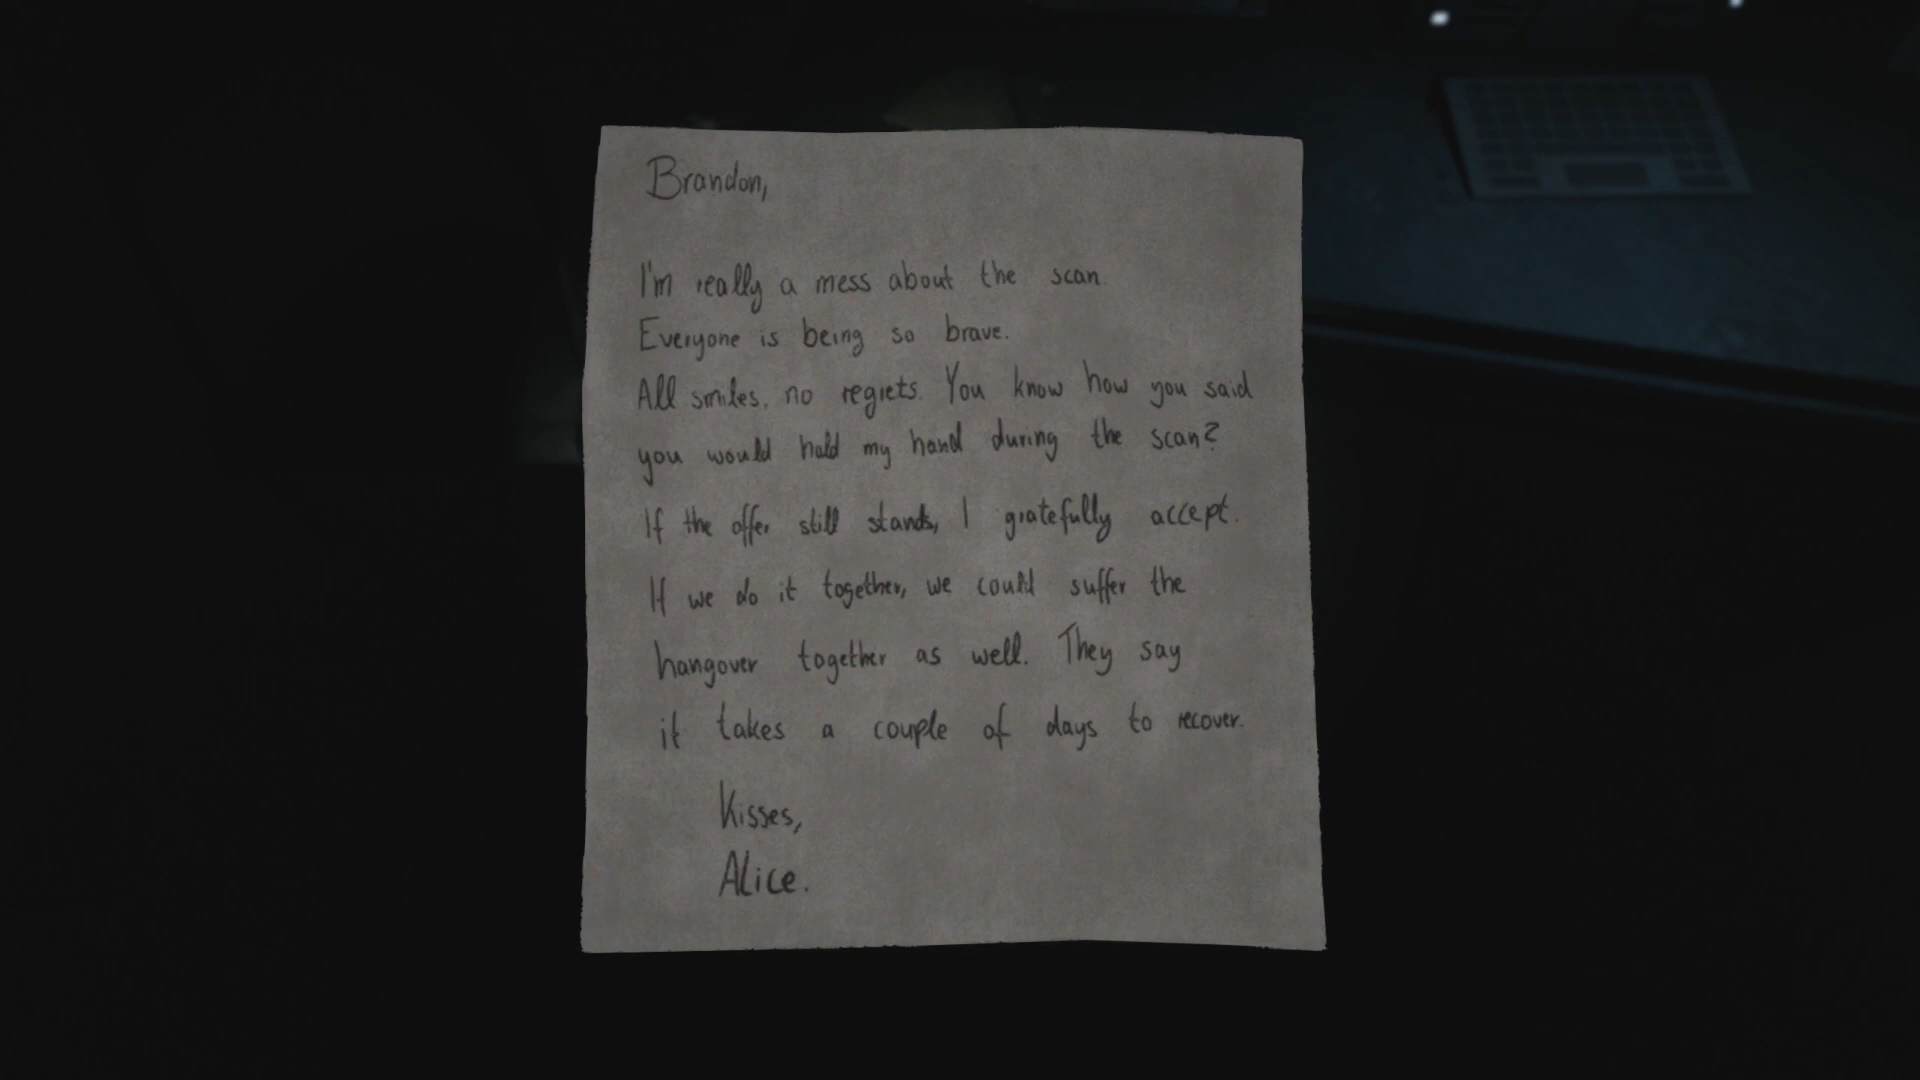 Brandon,
I'm really a mess about the scan.
Everyone is being so brave.
All smiles, no regrets. You know how you said
you would hold my hand during the scan?
If the offer still stands, I gratefully accept.
If we do it together, we could suffer the
hangover together as well. They say
it takes a couple of days to recover.
Kisses,
Alice.